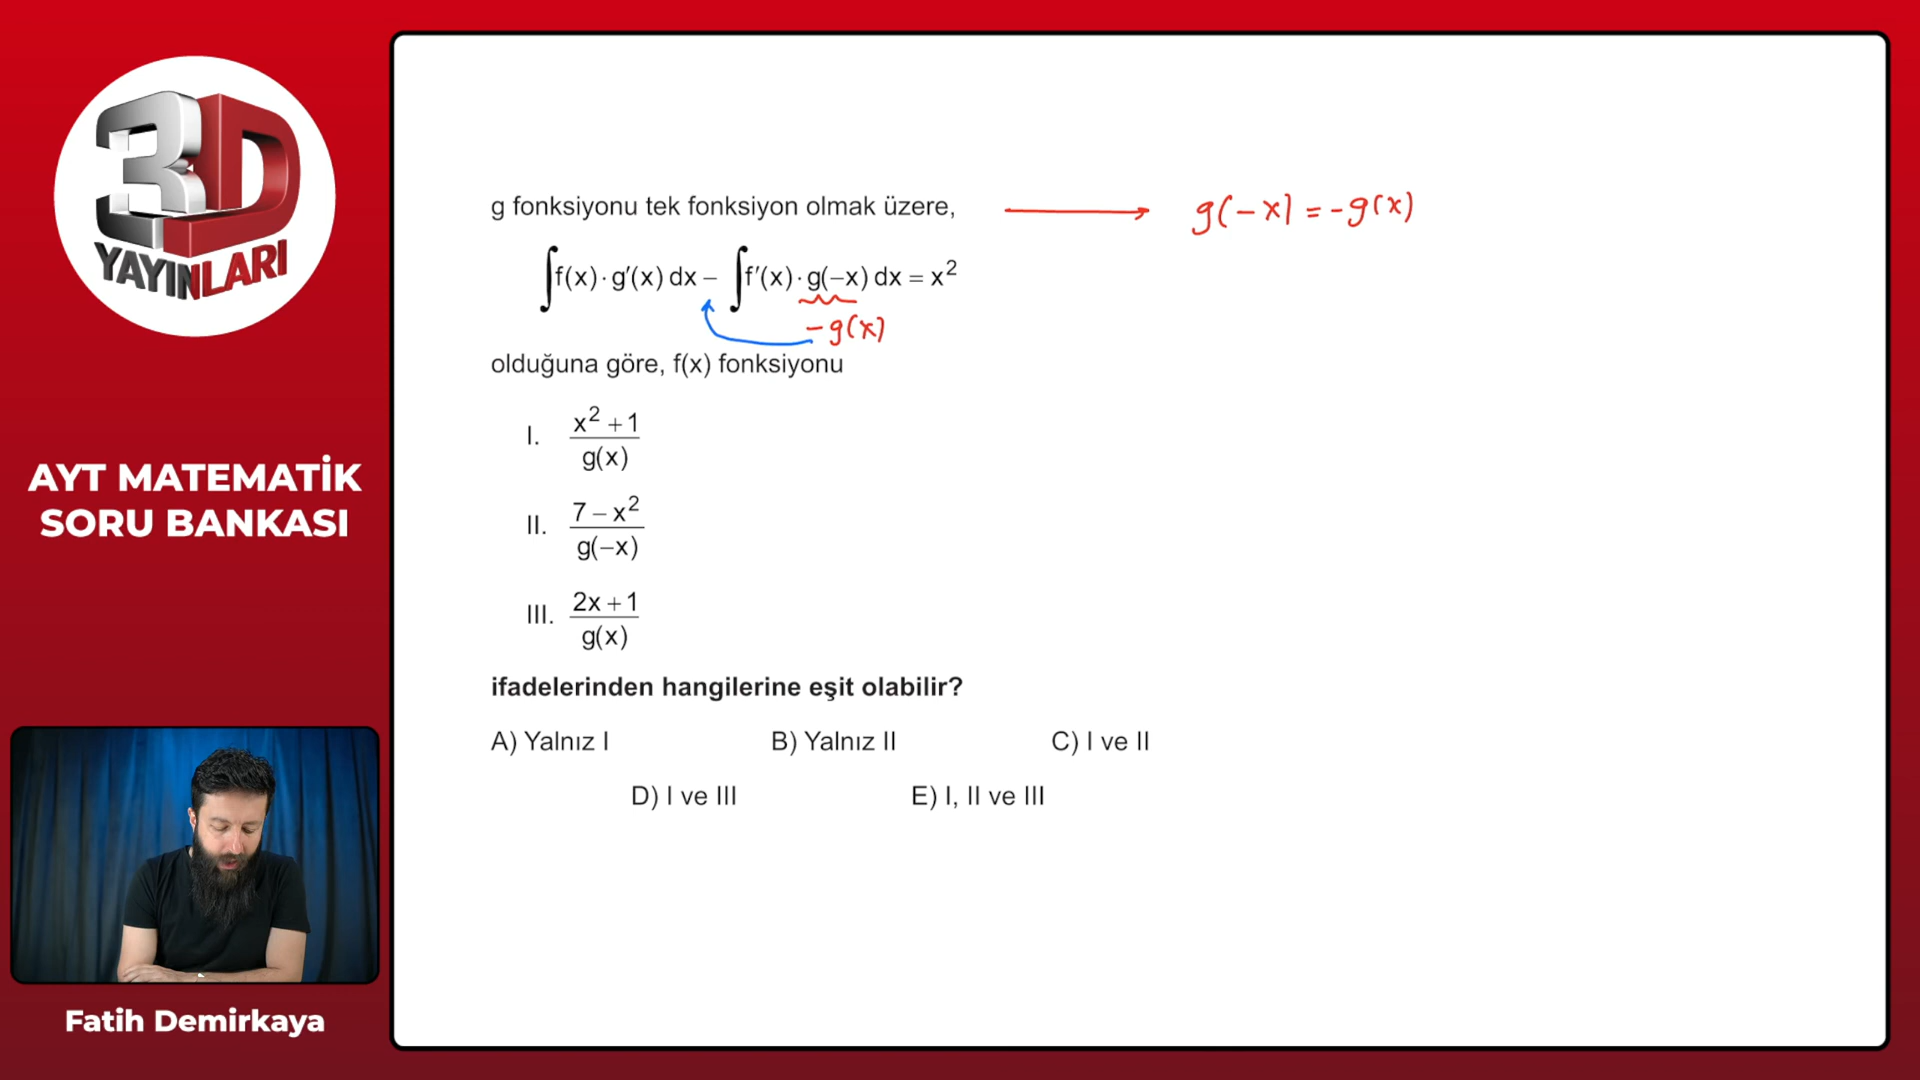 3D
YAYINLARI
AYT MATEMATİK
SORU BANKASI
Fatih Demirkaya
g fonksiyonu tek fonksiyon olmak üzere, g(-x) = -g(x)
∫f(x)·g′(x) dx – ∫f′(x)·g(–x) dx = x²
-g(x)
olduğuna göre, f(x) fonksiyonu
I. (x² + 1) / g(x)
II. (7 – x²) / g(–x)
III. (2x + 1) / g(x)
ifadelerinden hangilerine eşit olabilir?
A) Yalnız I B) Yalnız II C) I ve II
D) I ve III E) I, II ve III